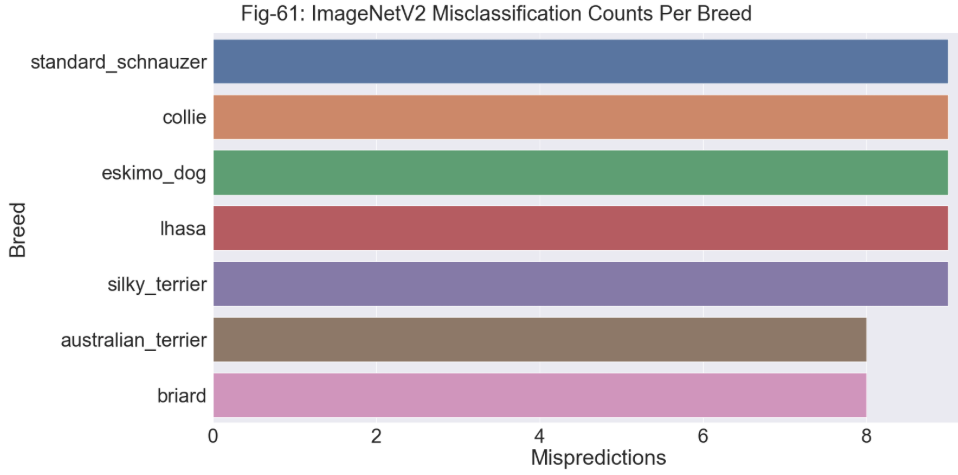 Fig-61: ImageNetV2 Misclassification Counts Per Breed
standard_schnauzer
collie
eskimo_dog
lhasa
silky_terrier
australian_terrier
briard
Breed
0 2 4 6 8
Mispredictions